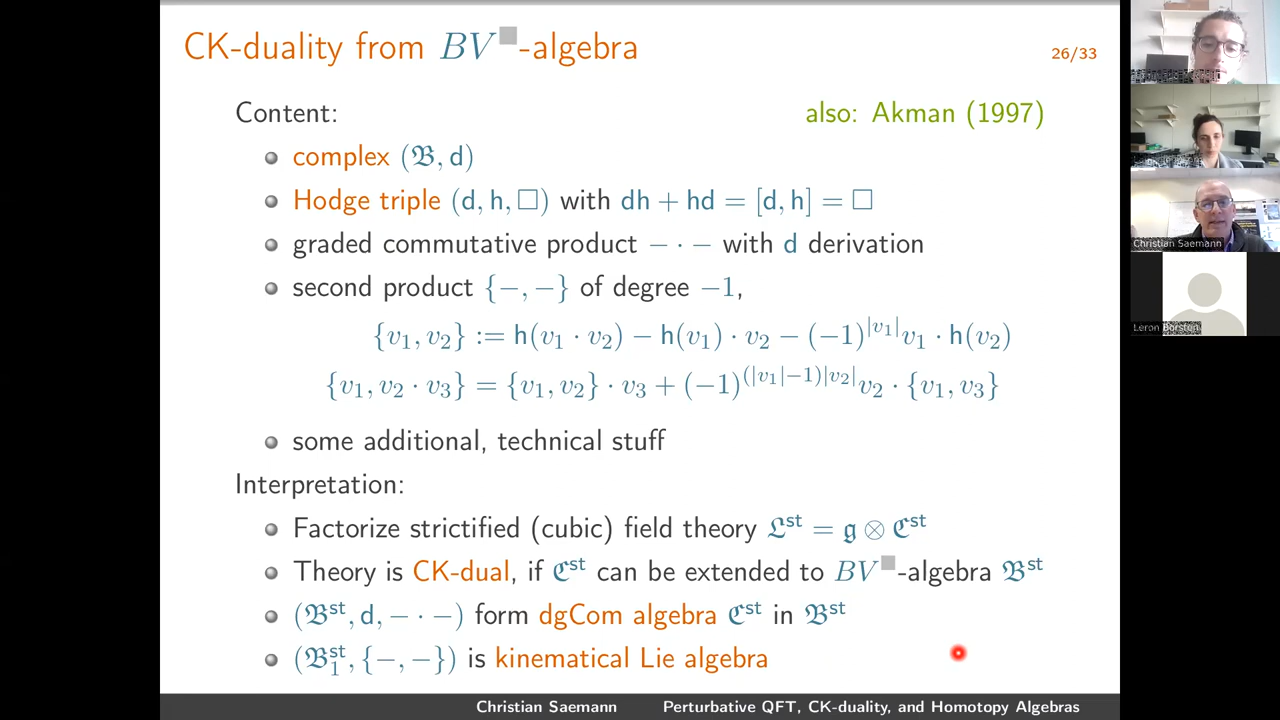 CK-duality from BV■-algebra
26/33
Content:
also: Akman (1997)
complex (𝔅, d)
Hodge triple (d, h, □) with dh + hd = [d, h] = □
graded commutative product − · − with d derivation
second product {−, −} of degree −1,
{v₁, v₂} := h(v₁ · v₂) − h(v₁) · v₂ − (−1)^{|v₁|} v₁ · h(v₂)
{v₁, v₂ · v₃} = {v₁, v₂} · v₃ + (−1)^{(|v₁|−1)|v₂|} v₂ · {v₁, v₃}
some additional, technical stuff
Interpretation:
Factorize strictified (cubic) field theory 𝔏^{st} = 𝔤 ⊗ ℭ^{st}
Theory is CK-dual, if ℭ^{st} can be extended to BV■-algebra 𝔅^{st}
(𝔅^{st}, d, − · −) form dgCom algebra ℭ^{st} in 𝔅^{st}
(𝔅₁^{st}, {−, −}) is kinematical Lie algebra
Christian Saemann Perturbative QFT, CK-duality, and Homotopy Algebras
Christian Saemann
Leron Borsten